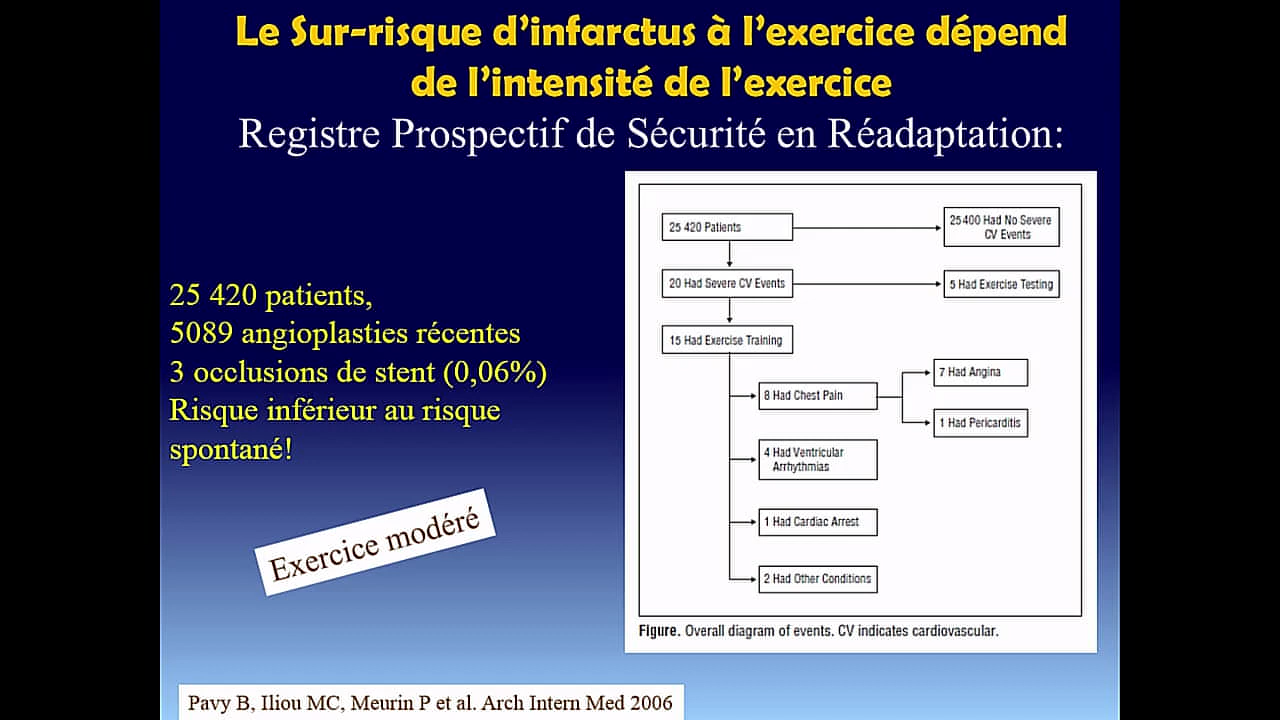 Le Sur-risque d'infarctus à l'exercice dépend
de l'intensité de l'exercice
Registre Prospectif de Sécurité en Réadaptation:
25 420 patients,
5089 angioplasties récentes
3 occlusions de stent (0,06%)
Risque inférieur au risque
spontané!
Exercice modéré
25 420 Patients
25 400 Had No Severe
CV Events
20 Had Severe CV Events
5 Had Exercise Testing
15 Had Exercise Training
8 Had Chest Pain
7 Had Angina
1 Had Pericarditis
4 Had Ventricular
Arrhythmias
1 Had Cardiac Arrest
2 Had Other Conditions
Figure. Overall diagram of events. CV indicates cardiovascular.
Pavy B, Iliou MC, Meurin P et al. Arch Intern Med 2006